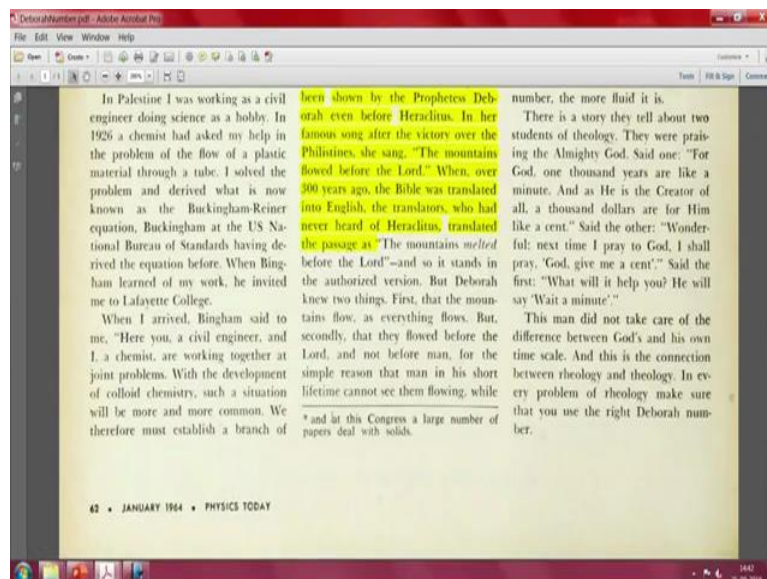 DeborahNumber.pdf - Adobe Acrobat Pro
File Edit View Window Help
Open Create
Customize
1 / 1
Tools Fill & Sign Comment
In Palestine I was working as a civil
engineer doing science as a hobby. In
1926 a chemist had asked my help in
the problem of the flow of a plastic
material through a tube. I solved the
problem and derived what is now
known as the Buckingham-Reiner
equation, Buckingham at the US Na-
tional Bureau of Standards having de-
rived the equation before. When Bing-
ham learned of my work, he invited
me to Lafayette College.
When I arrived, Bingham said to
me, "Here you, a civil engineer, and
I, a chemist, are working together at
joint problems. With the development
of colloid chemistry, such a situation
will be more and more common. We
therefore must establish a branch of
been shown by the Prophetess Deb-
orah even before Heraclitus. In her
famous song after the victory over the
Philistines, she sang, "The mountains
flowed before the Lord." When, over
300 years ago, the Bible was translated
into English, the translators, who had
never heard of Heraclitus, translated
the passage as "The mountains melted
before the Lord"—and so it stands in
the authorized version. But Deborah
knew two things. First, that the moun-
tains flow, as everything flows. But,
secondly, that they flowed before the
Lord, and not before man, for the
simple reason that man in his short
lifetime cannot see them flowing, while
* and at this Congress a large number of
papers deal with solids.
number, the more fluid it is.
There is a story they tell about two
students of theology. They were prais-
ing the Almighty God. Said one: "For
God, one thousand years are like a
minute. And as He is the Creator of
all, a thousand dollars are for Him
like a cent." Said the other: "Wonder-
ful: next time I pray to God, I shall
pray, 'God, give me a cent'." Said the
first: "What will it help you? He will
say 'Wait a minute'."
This man did not take care of the
difference between God's and his own
time scale. And this is the connection
between rheology and theology. In ev-
ery problem of rheology make sure
that you use the right Deborah num-
ber.
62 • JANUARY 1964 • PHYSICS TODAY
1442